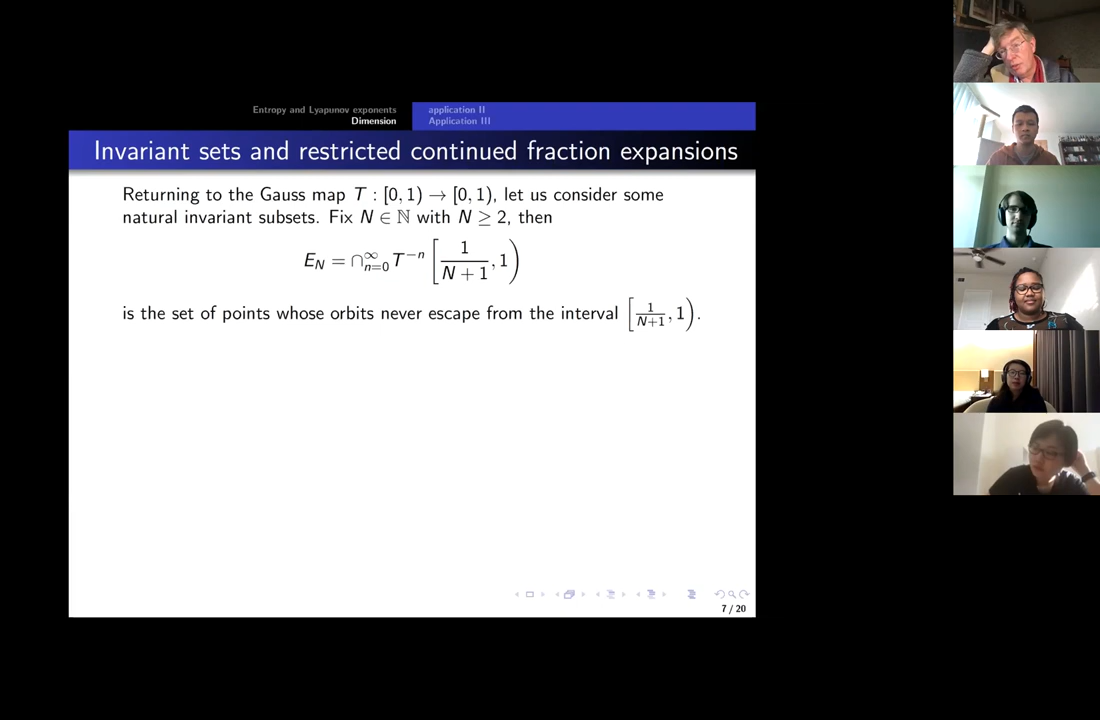 Entropy and Lyapunov exponents
Dimension
application II
Application III
Invariant sets and restricted continued fraction expansions
Returning to the Gauss map T : [0, 1) → [0, 1), let us consider some
natural invariant subsets. Fix N ∈ ℕ with N ≥ 2, then
E_N = ∩_{n=0}^∞ T^{-n} [1/(N + 1), 1)
is the set of points whose orbits never escape from the interval [1/(N+1), 1).
7 / 20